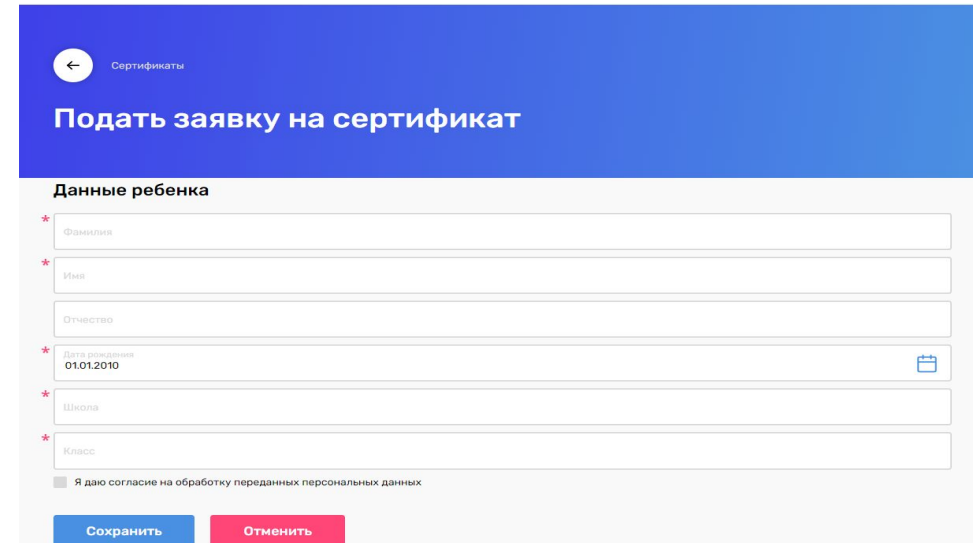 Сертификаты
Подать заявку на сертификат
Данные ребенка
*
Фамилия
*
Имя
Отчество
*
Дата рождения
01.01.2010
*
Школа
*
Класс
Я даю согласие на обработку переданных персональных данных
Сохранить Отменить